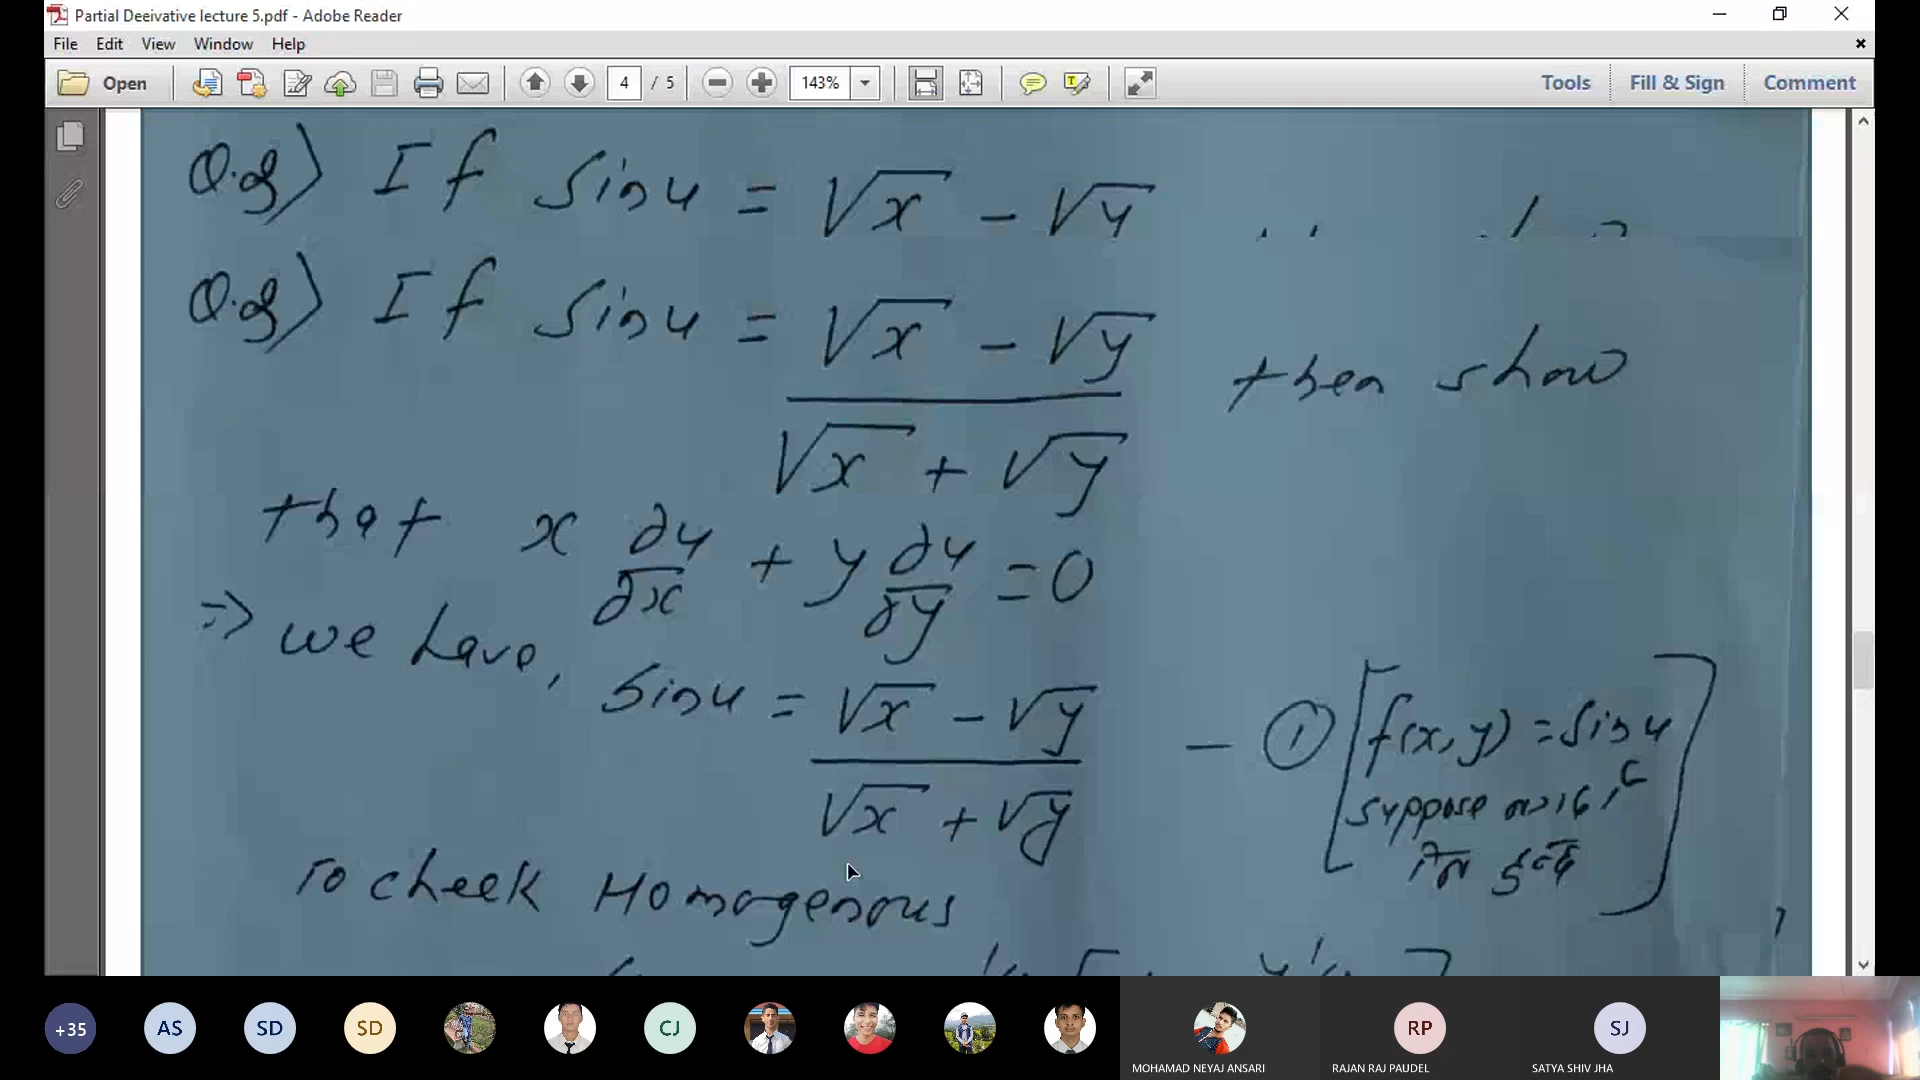 Partial Deeivative lecture 5.pdf - Adobe Reader
File Edit View Window Help
Open 4 / 5 143% Tools Fill & Sign Comment
If sinu = √x - √y
If sinu = √x - √y
then show
√x + √y
that x ∂u/∂x + y ∂u/∂y = 0
⇒ we have, sinu = √x - √y
√x + √y
- ① [f(x, y) = sinu
suppose
To check Homogenous
+35 AS SD SD CJ RP SJ
MOHAMAD NEYAJ ANSARI RAJAN RAJ PAUDEL SATYA SHIV JHA